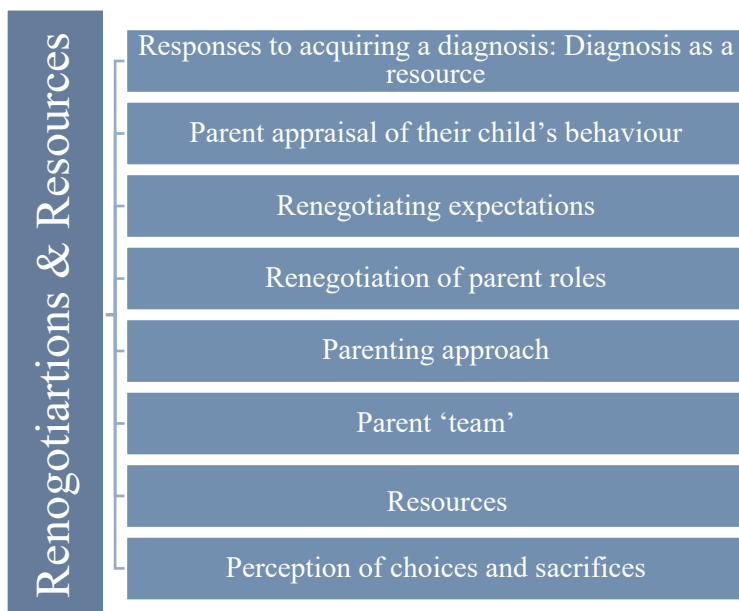 Renogotiartions & Resources
Responses to acquiring a diagnosis: Diagnosis as a
resource
Parent appraisal of their child’s behaviour
Renegotiating expectations
Renegotiation of parent roles
Parenting approach
Parent ‘team’
Resources
Perception of choices and sacrifices